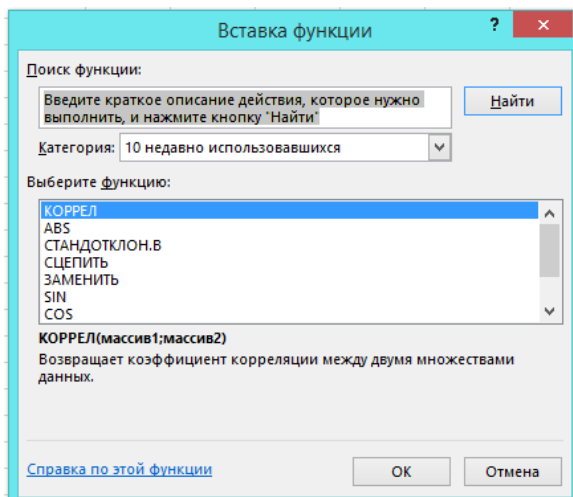 Вставка функции
?
×
Поиск функции:
Введите краткое описание действия, которое нужно
выполнить, и нажмите кнопку "Найти"
Найти
Категория: 10 недавно использовавшихся
Выберите функцию:
КОРРЕЛ
ABS
СТАНДОТКЛОН.В
СЦЕПИТЬ
ЗАМЕНИТЬ
SIN
COS
КОРРЕЛ(массив1;массив2)
Возвращает коэффициент корреляции между двумя множествами
данных.
Справка по этой функции
ОК
Отмена